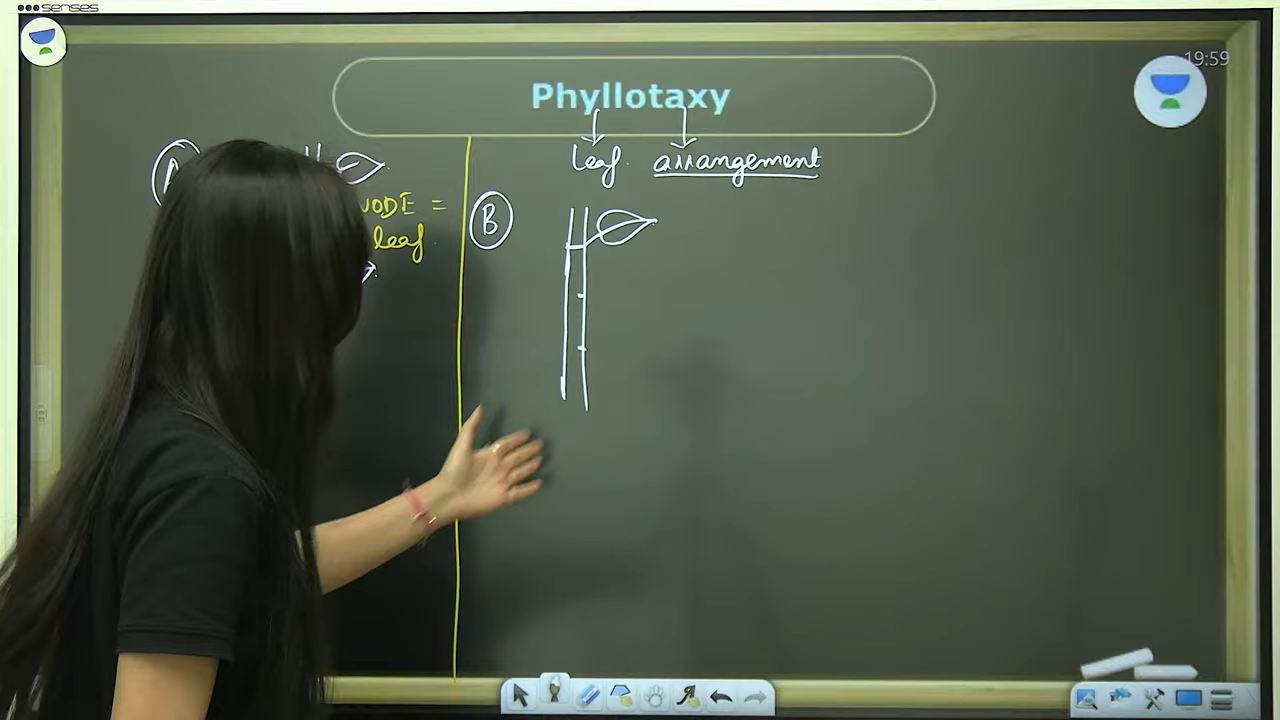 senses
19:59
Phyllotaxy
leaf arrangement
A
NODE =
leaf
B